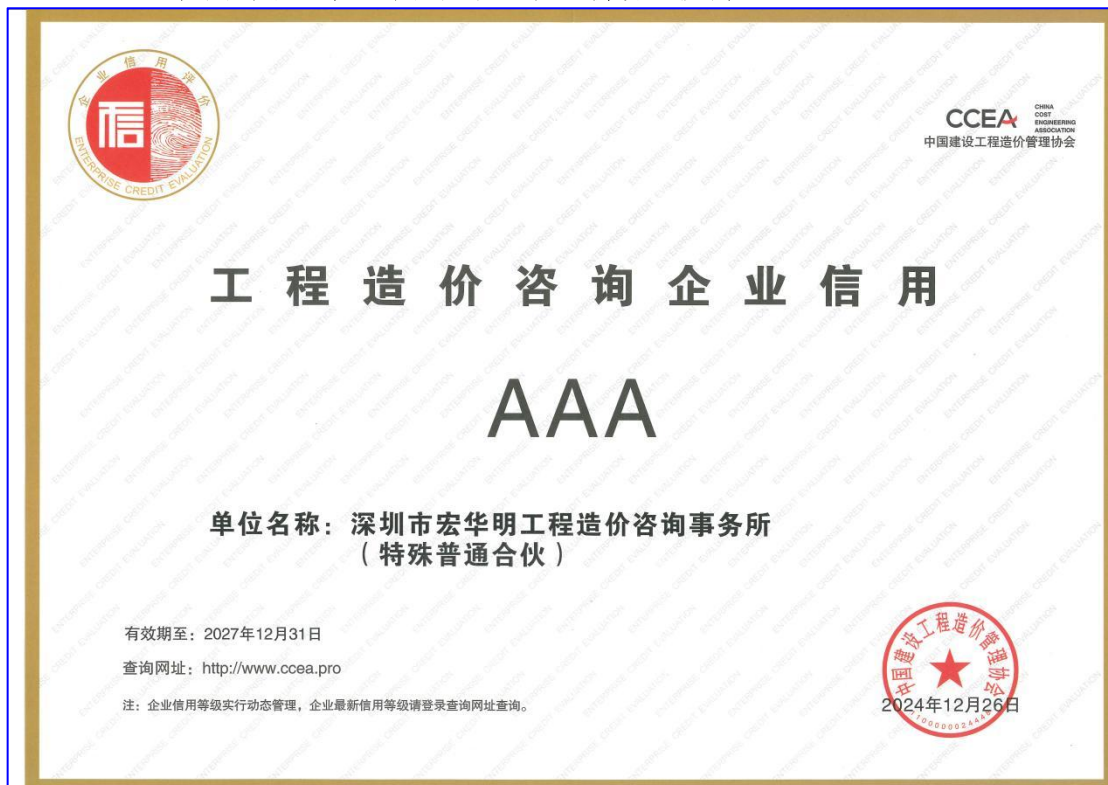 企业信用评价
ENTERPRISE CREDIT EVALUATION
信
CCEA
CHINA
COST
ENGINEERING
ASSOCIATION
中国建设工程造价管理协会
工程造价咨询企业信用
AAA
单位名称：深圳市宏华明工程造价咨询事务所
（特殊普通合伙）
有效期至：2027年12月31日
查询网址：http://www.ccea.pro
注：企业信用等级实行动态管理，企业最新信用等级请登录查询网址查询。
中国建设工程造价管理协会
2024年12月26日